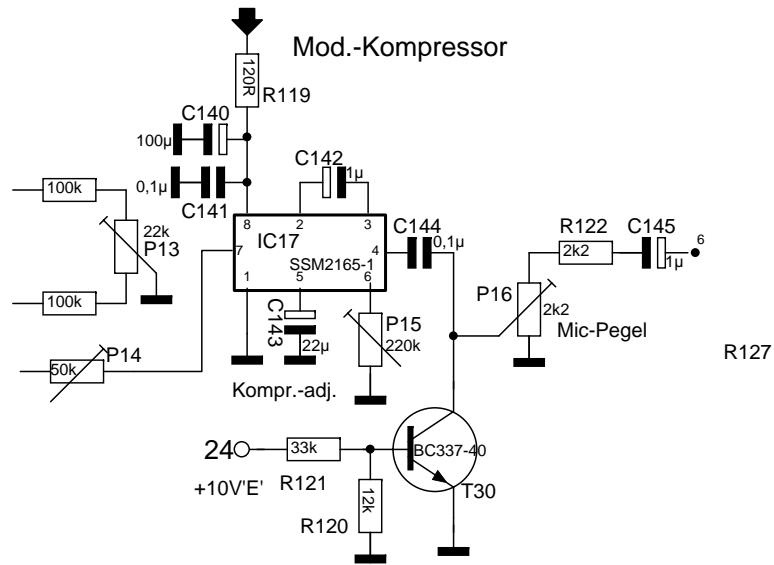 Mod.-Kompressor
120R
R119
C140
100µ
C142
1µ
0,1µ
C141
100k
22k
P13
8
2
3
IC17
7
4
SSM2165-1
1
5
6
C144
0,1µ
R122
2k2
C145
1µ
6
P16
2k2
Mic-Pegel
100k
C143
22µ
P15
220k
P14
50k
R127
Kompr.-adj.
24
33k
BC337-40
+10V'E'
R121
12k
T30
R120